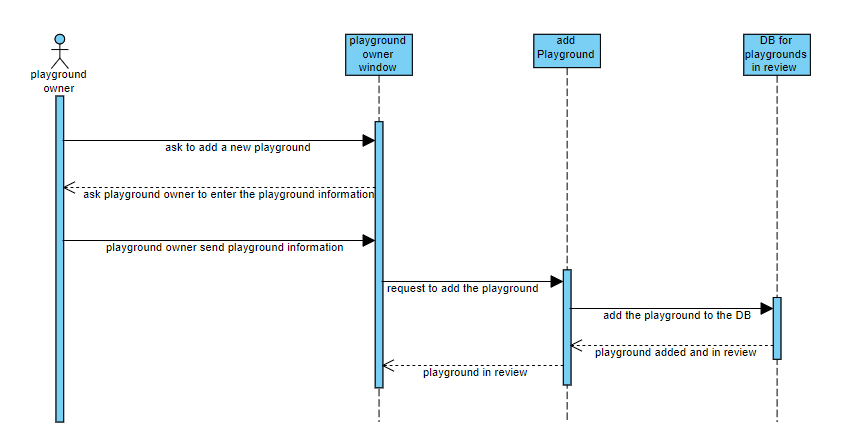 playground
owner
playground
owner
window
add
Playground
DB for
playgrounds
in review
ask to add a new playground
ask playground owner to enter the playground information
playground owner send playground information
request to add the playground
add the playground to the DB
playground added and in review
playground in review